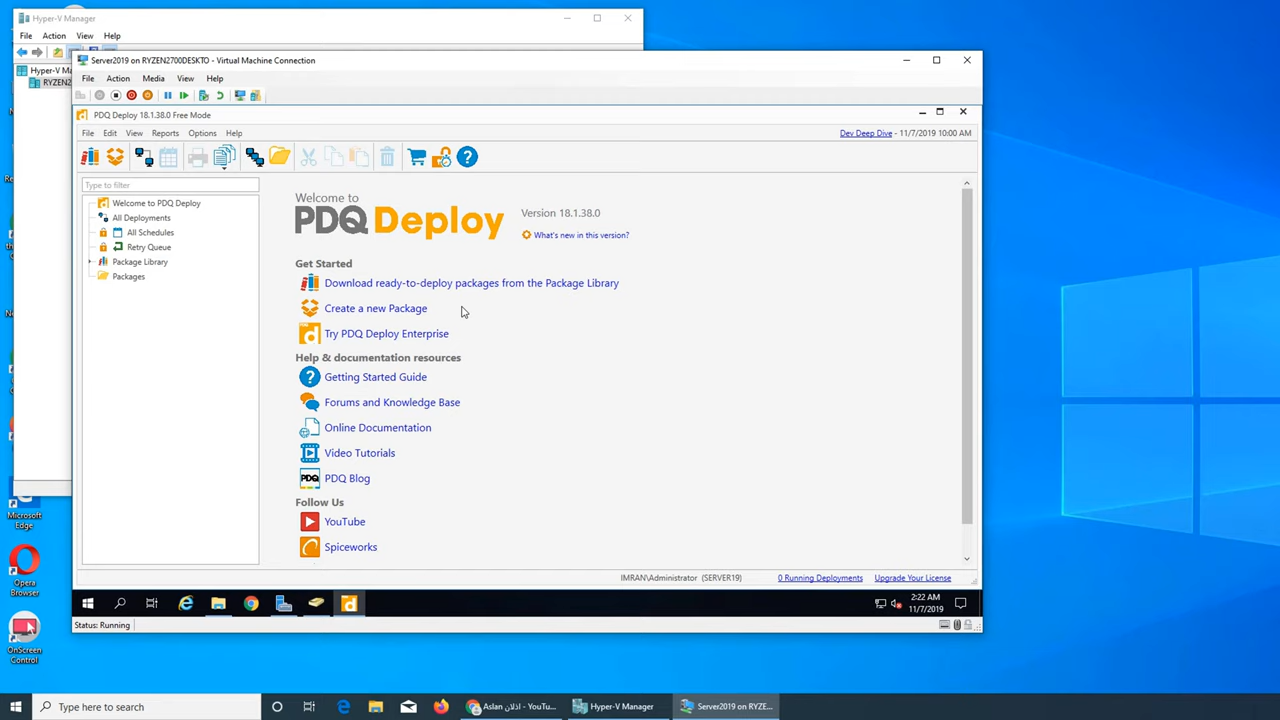 Hyper-V Manager
File Action View Help
Hyper-V Ma
RYZEN2
Server2019 on RYZEN2700DESKTO - Virtual Machine Connection
File Action Media View Help
PDQ Deploy 18.1.38.0 Free Mode
File Edit View Reports Options Help
Dev Deep Dive - 11/7/2019 10:00 AM
Type to filter
Welcome to PDQ Deploy
All Deployments
All Schedules
Retry Queue
Package Library
Packages
Welcome to
PDQ Deploy
Version 18.1.38.0
What's new in this version?
Get Started
Download ready-to-deploy packages from the Package Library
Create a new Package
Try PDQ Deploy Enterprise
Help & documentation resources
Getting Started Guide
Forums and Knowledge Base
Online Documentation
Video Tutorials
PDQ
PDQ Blog
Follow Us
YouTube
Spiceworks
IMRAN\Administrator (SERVER19)
0 Running Deployments
Upgrade Your License
2:22 AM
11/7/2019
Status: Running
Microsoft
Edge
Opera
Browser
OnScreen
Control
Type here to search
Aslan اذلان - YouTu...
Hyper-V Manager
Server2019 on RYZE...